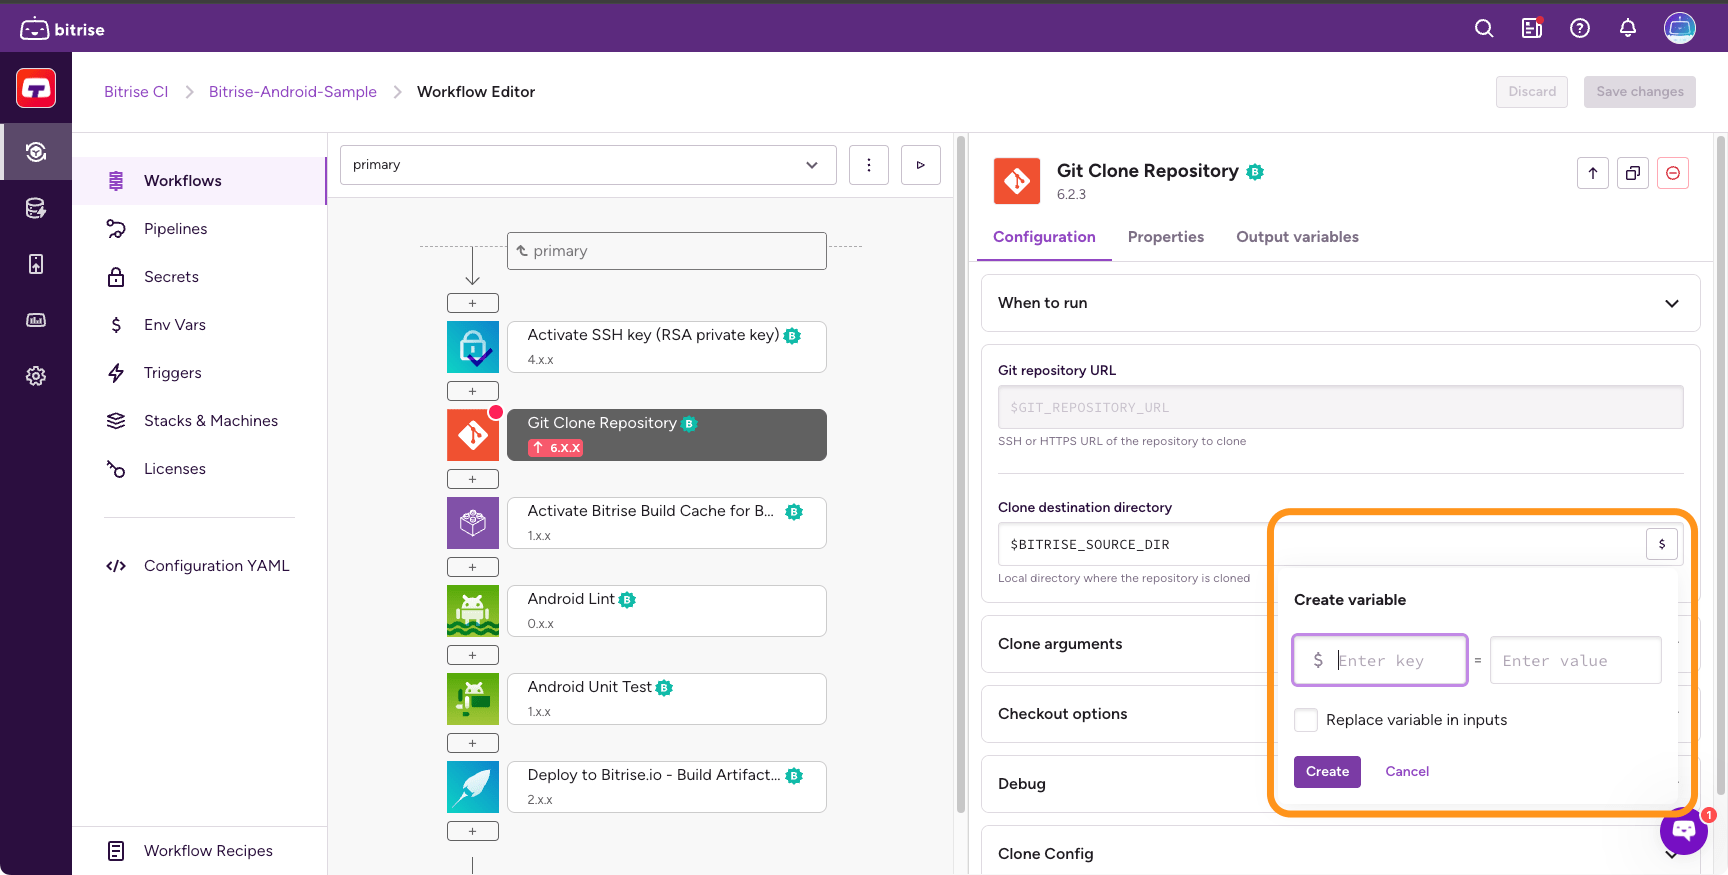 bitrise
Bitrise CI
Bitrise-Android-Sample
Workflow Editor
Discard
Save changes
Workflows
Pipelines
Secrets
$ Env Vars
Triggers
Stacks & Machines
Licenses
</> Configuration YAML
Workflow Recipes
primary
primary
+
Activate SSH key (RSA private key) B
4.x.x
+
Git Clone Repository B
6.X.X
+
Activate Bitrise Build Cache for B... B
1.x.x
+
Android Lint B
0.x.x
+
Android Unit Test B
1.x.x
+
Deploy to Bitrise.io - Build Artifact... B
2.x.x
+
Git Clone Repository B
6.2.3
Configuration
Properties
Output variables
When to run
Git repository URL
$GIT_REPOSITORY_URL
SSH or HTTPS URL of the repository to clone
Clone destination directory
$BITRISE_SOURCE_DIR
$
Local directory where the repository is cloned
Create variable
$ Enter key = Enter value
Replace variable in inputs
Create
Cancel
Clone arguments
Checkout options
Debug
Clone Config
1